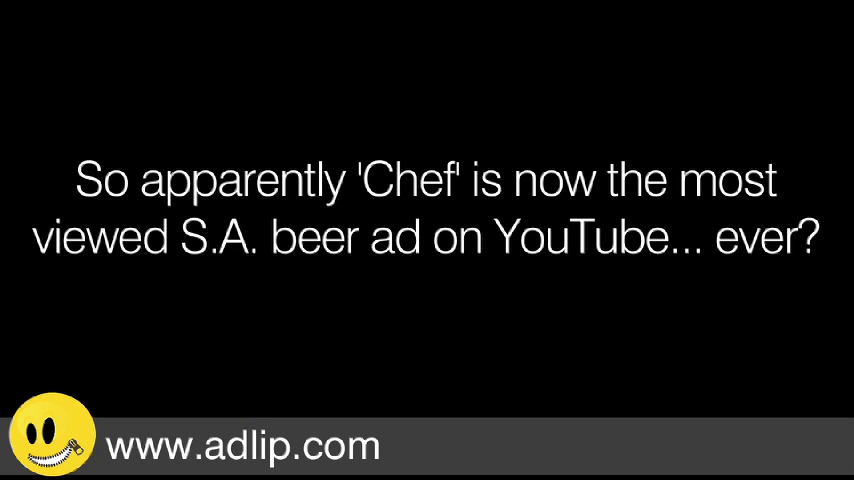 So apparently 'Chef' is now the most
viewed S.A. beer ad on YouTube... ever?
www.adlip.com